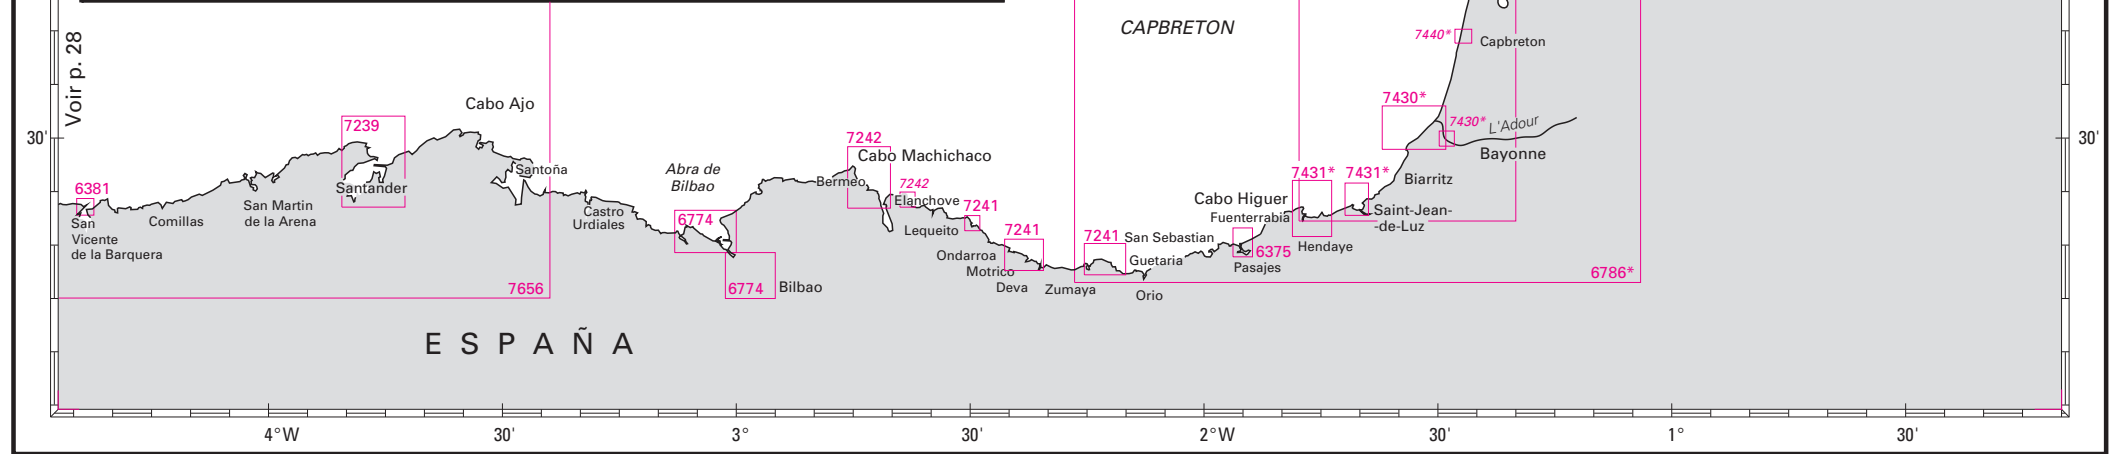 Voir p. 28
CAPBRETON
7440*
Capbreton
Cabo Ajo
7430*
7239
7430*
L'Adour
30'
30'
7242
Bayonne
Cabo Machichaco
Abra de
Bilbao
Santoña
7431*
7431*
Bermeo
Biarritz
6381
Santander
7242
Elanchove
Cabo Higuer
San Martin
de la Arena
Castro
Urdiales
7241
Fuenterrabia
Saint-Jean-
-de-Luz
Comillas
6774
Lequeito
San
Vicente
de la Barquera
7241
7241
San Sebastian
Hendaye
Ondarroa
Guetaria
6375
Motrico
Pasajes
6786*
7656
6774
Bilbao
Deva
Zumaya
Orio
ESPAÑA
4°W
30'
3°
30'
2°W
30'
1°
30'